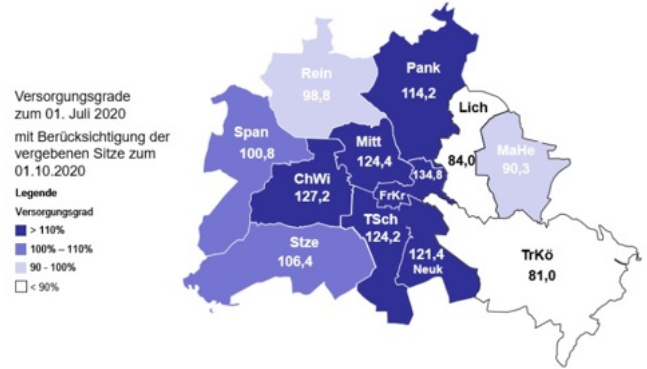 Versorgungsgrade
zum 01. Juli 2020
mit Berücksichtigung der
vergebenen Sitze zum
01.10.2020
Legende
Versorgungsgrad
> 110%
100% – 110%
90 - 100%
< 90%
Rein
98,8
Pank
114,2
Lich
84,0
Span
100,8
Mitt
124,4
MaHe
90,3
134,8
ChWi
127,2
FrKr
TSch
124,2
Stze
106,4
121,4
Neuk
TrKö
81,0